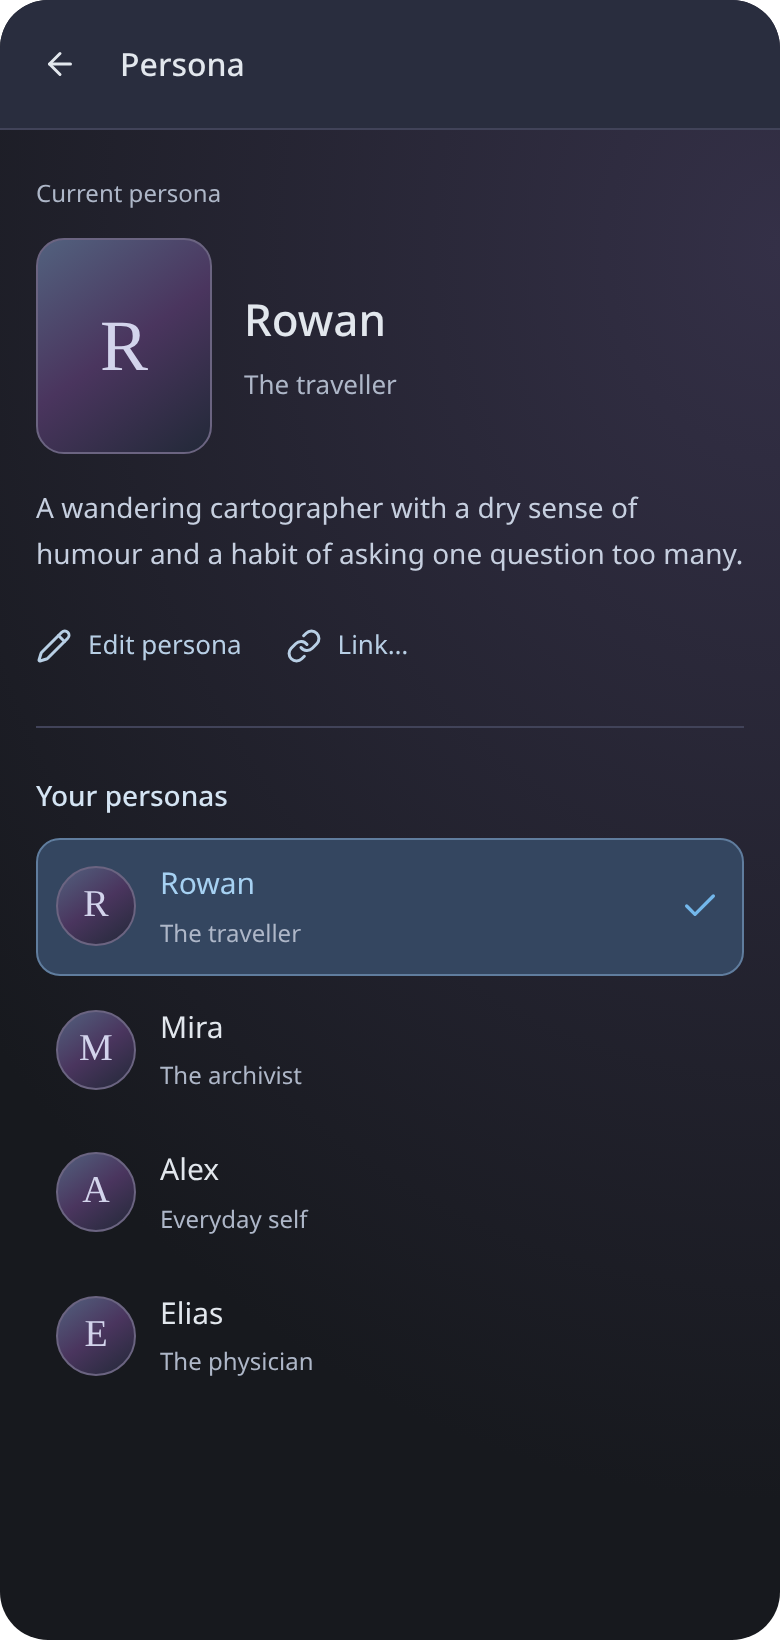 Persona
Current persona
R
Rowan
The traveller
A wandering cartographer with a dry sense of
humour and a habit of asking one question too many.
Edit persona
Link...
Your personas
R
Rowan
The traveller
M
Mira
The archivist
A
Alex
Everyday self
E
Elias
The physician